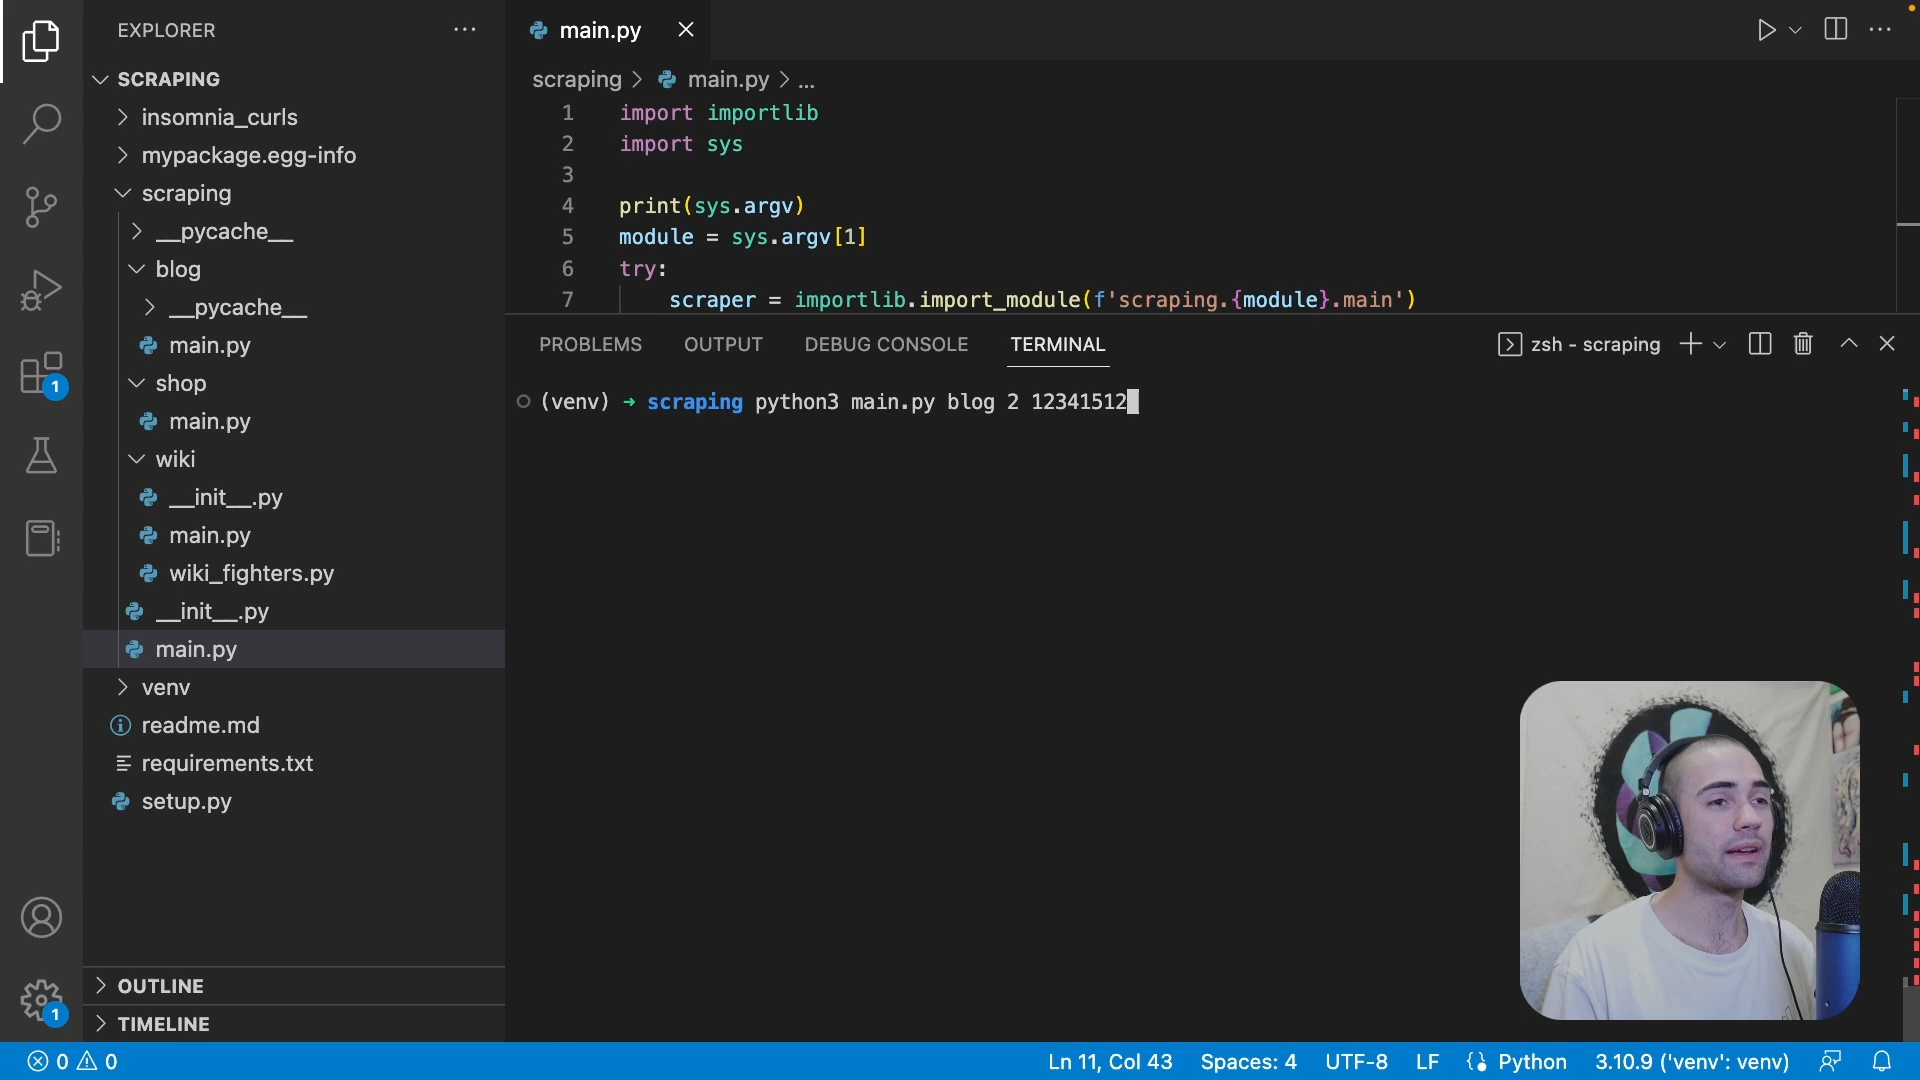 EXPLORER
SCRAPING
insomnia_curls
mypackage.egg-info
scraping
__pycache__
blog
__pycache__
main.py
shop
main.py
wiki
__init__.py
main.py
wiki_fighters.py
__init__.py
main.py
venv
readme.md
requirements.txt
setup.py
OUTLINE
TIMELINE
1
1
main.py
scraping > main.py > ...
1 import importlib
2 import sys
3
4 print(sys.argv)
5 module = sys.argv[1]
6 try:
7 scraper = importlib.import_module(f'scraping.{module}.main')
PROBLEMS OUTPUT DEBUG CONSOLE TERMINAL
zsh - scraping
(venv) → scraping python3 main.py blog 2 12341512
0 0
Ln 11, Col 43 Spaces: 4 UTF-8 LF Python 3.10.9 ('venv': venv)